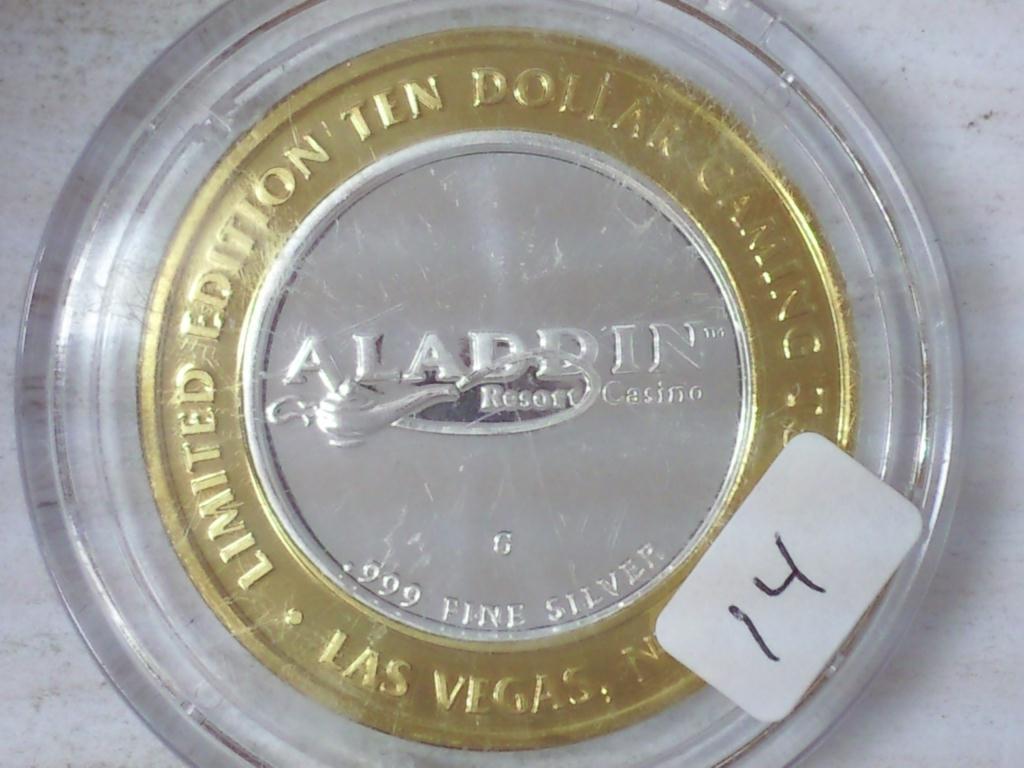 LIMITED EDITION TEN DOLLAR GAMING
ALADDIN™
Resort Casino
G
.999 FINE SILVER
LAS VEGAS,
14